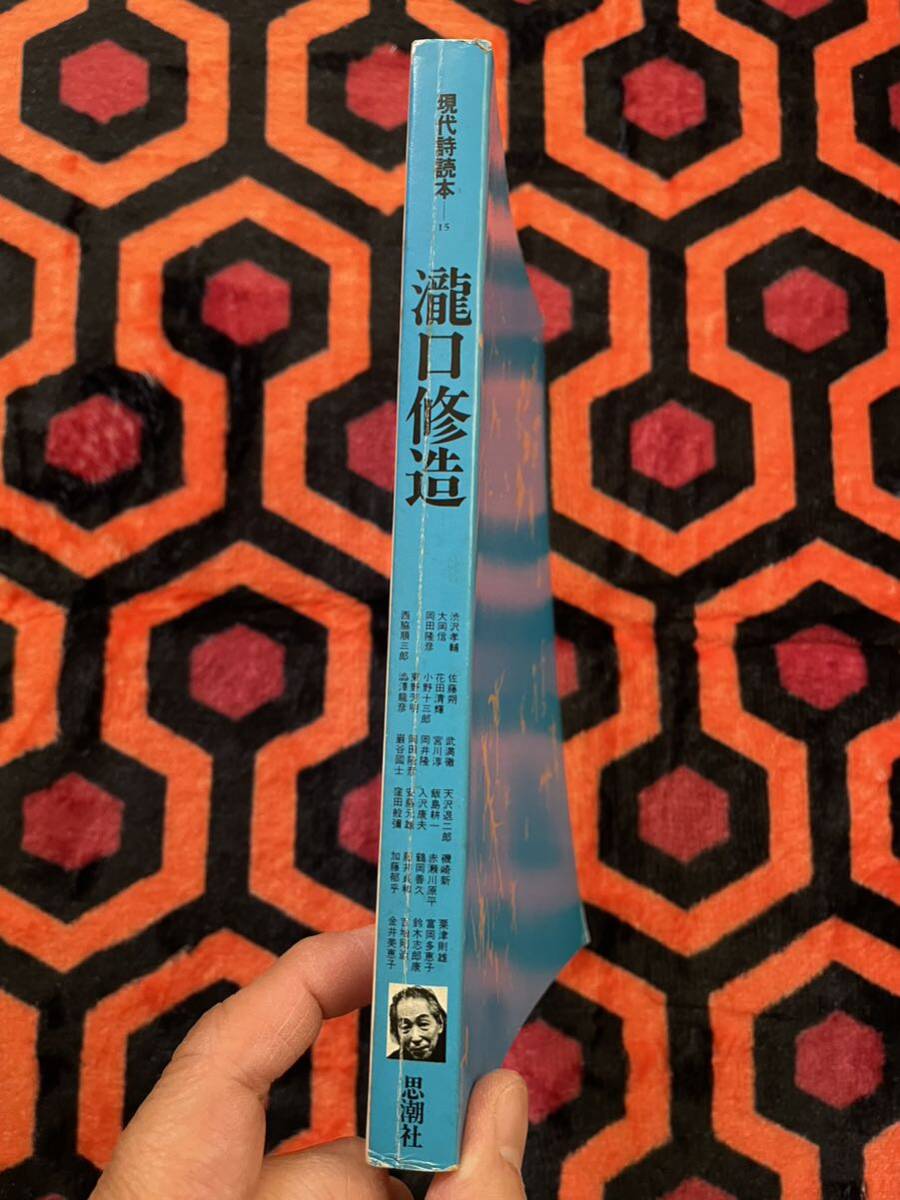 現代詩読本―15
瀧口修造
渋沢孝輔
大岡信
岡田隆彦
西脇順三郎
佐藤朔
花田清輝
小野十三郎
東野芳明
澁澤龍彦
武満徹
宮川淳
岡井隆
岡田隆彦
巖谷國士
天沢退二郎
飯島耕一
入沢康夫
安藤元雄
窪田般彌
磯崎新
赤瀬川原平
鶴岡善久
藤井貞和
加藤郁乎
粟津則雄
富岡多恵子
鈴木志郎康
吉増剛造
金井美恵子
思潮社